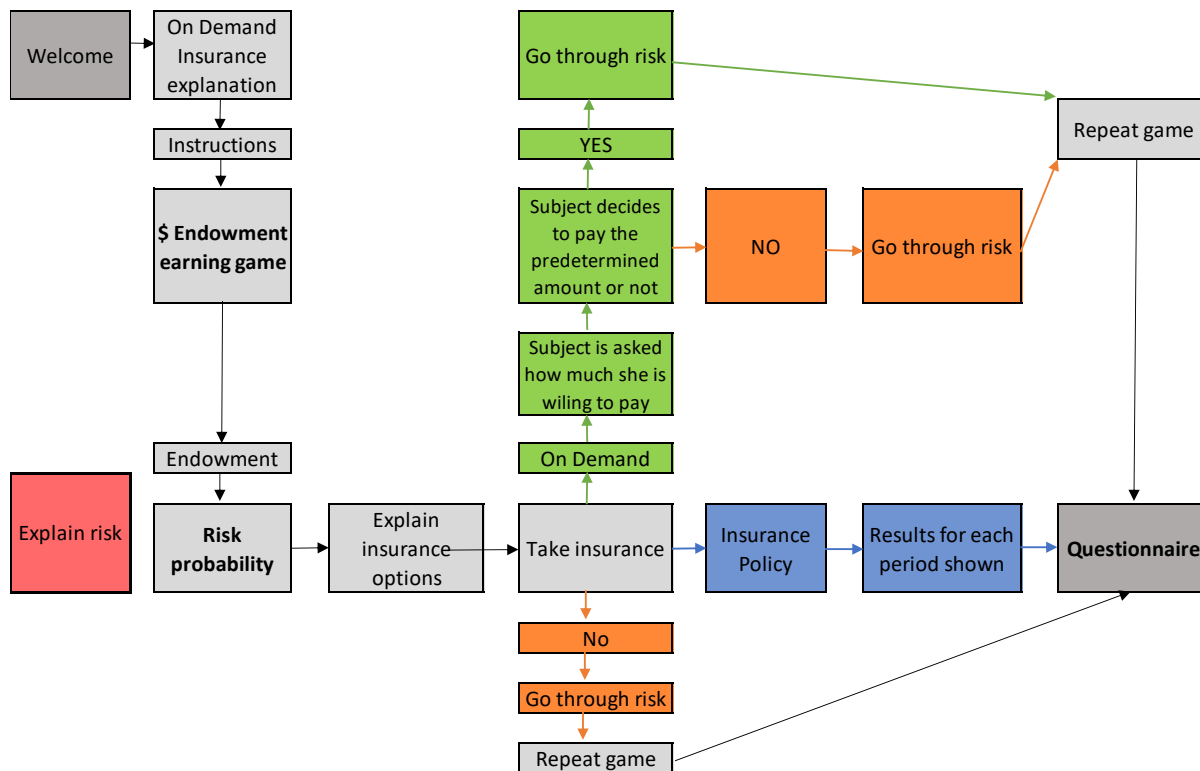 Welcome
On Demand
Insurance
explanation
Instructions
$ Endowment
earning game
Endowment
Explain risk
Risk
probability
Explain
insurance
options
Take insurance
On Demand
Subject is asked
how much she is
wiling to pay
Subject decides
to pay the
predetermined
amount or not
YES
Go through risk
NO
Go through risk
Repeat game
Insurance
Policy
Results for each
period shown
Questionnaire
No
Go through risk
Repeat game